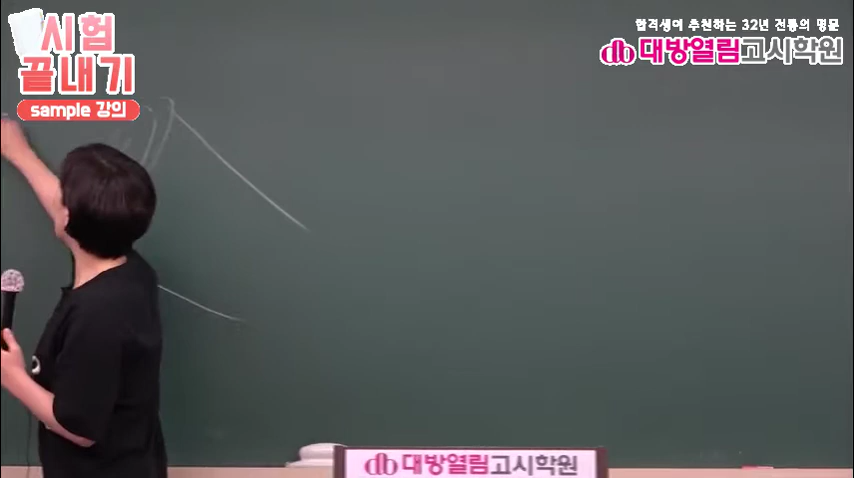 시험
끝내기
sample 강의
합격생이 추천하는 32년 전통의 명문
db 대방열림고시학원
db 대방열림고시학원